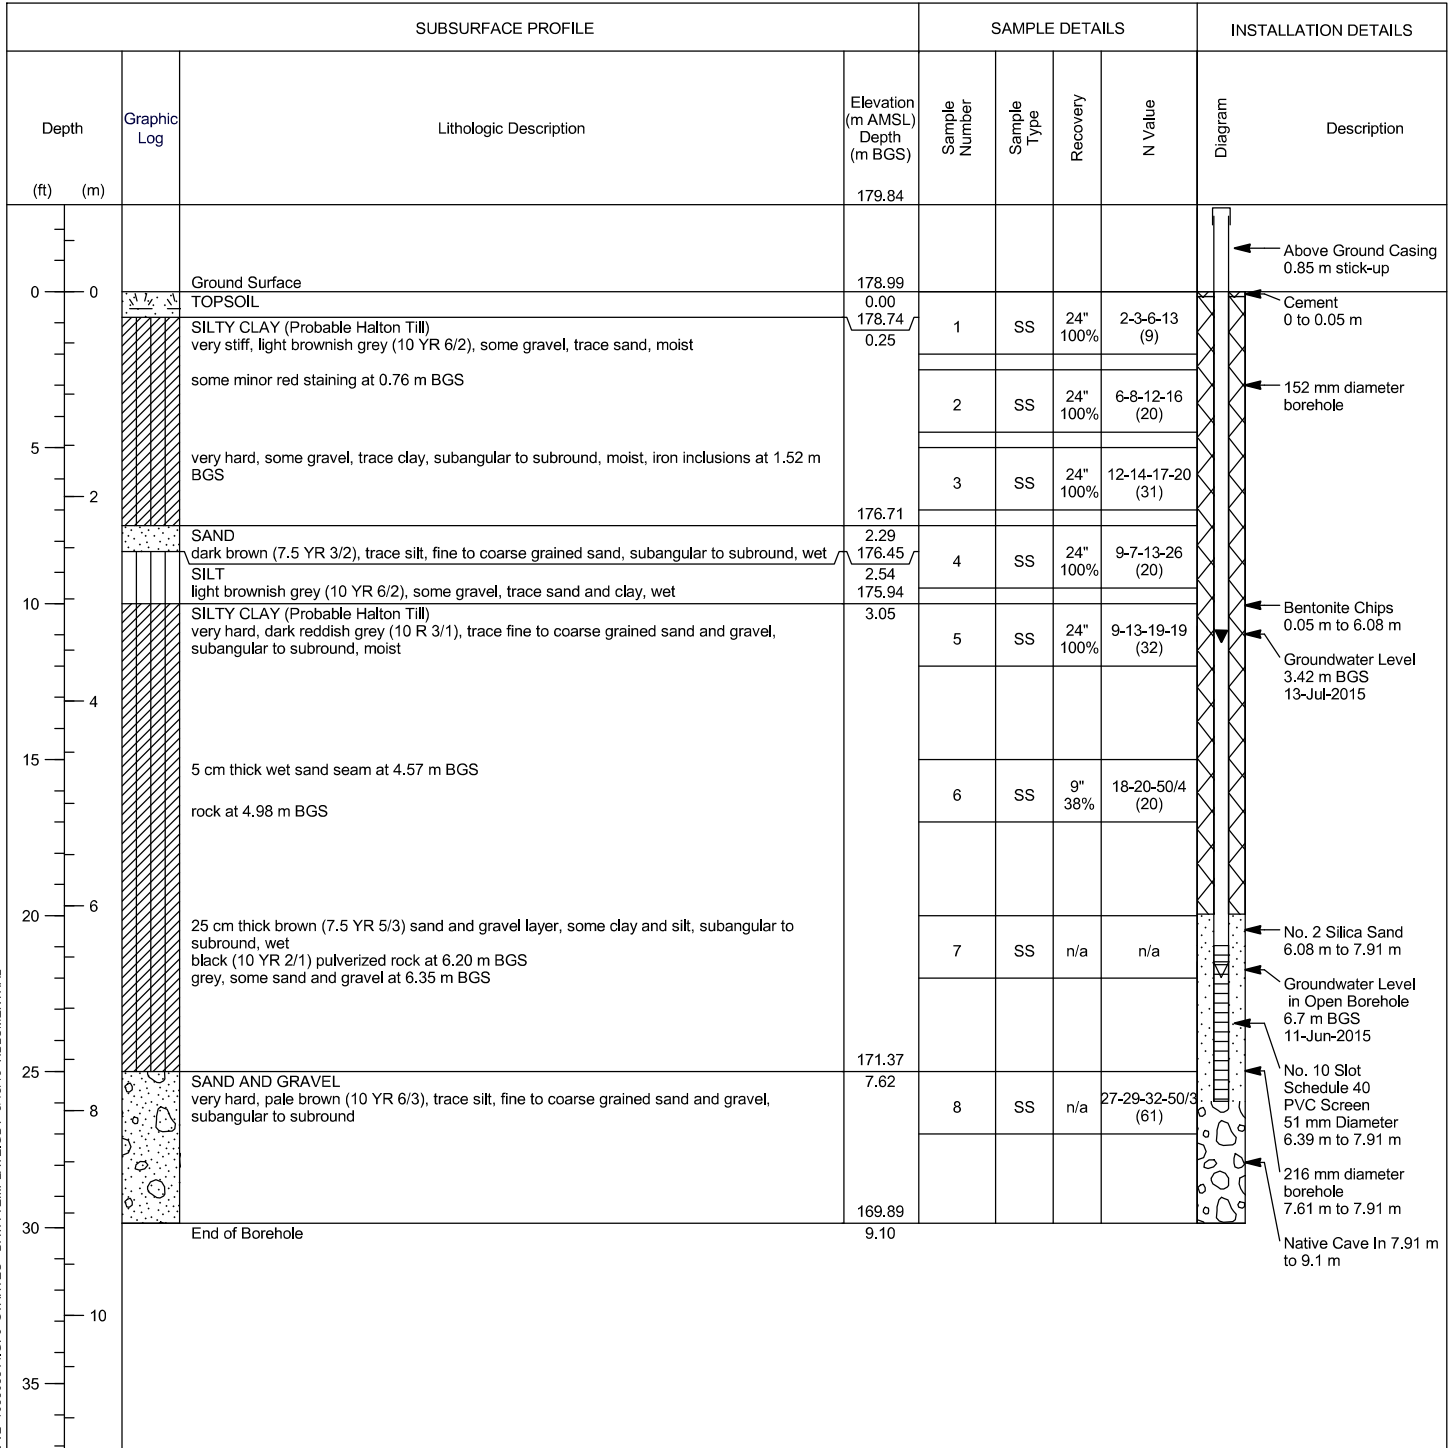 SUBSURFACE PROFILE
SAMPLE DETAILS
INSTALLATION DETAILS
Depth
(ft) (m)
Graphic
Log
Lithologic Description
Elevation
(m AMSL)
Depth
(m BGS)
179.84
Sample
Number
Sample
Type
Recovery
N Value
Diagram
Description
Ground Surface
178.99
TOPSOIL
0.00
178.74
SILTY CLAY (Probable Halton Till)
0.25
very stiff, light brownish grey (10 YR 6/2), some gravel, trace sand, moist
some minor red staining at 0.76 m BGS
very hard, some gravel, trace clay, subangular to subround, moist, iron inclusions at 1.52 m
BGS
176.71
SAND
2.29
dark brown (7.5 YR 3/2), trace silt, fine to coarse grained sand, subangular to subround, wet
176.45
SILT
2.54
light brownish grey (10 YR 6/2), some gravel, trace sand and clay, wet
175.94
SILTY CLAY (Probable Halton Till)
3.05
very hard, dark reddish grey (10 R 3/1), trace fine to coarse grained sand and gravel,
subangular to subround, moist
5 cm thick wet sand seam at 4.57 m BGS
rock at 4.98 m BGS
25 cm thick brown (7.5 YR 5/3) sand and gravel layer, some clay and silt, subangular to
subround, wet
black (10 YR 2/1) pulverized rock at 6.20 m BGS
grey, some sand and gravel at 6.35 m BGS
171.37
SAND AND GRAVEL
7.62
very hard, pale brown (10 YR 6/3), trace silt, fine to coarse grained sand and gravel,
subangular to subround
169.89
End of Borehole
9.10
0
5
10
15
20
25
30
35
0
2
4
6
8
10
1 SS 24" 100% 2-3-6-13 (9)
2 SS 24" 100% 6-8-12-16 (20)
3 SS 24" 100% 12-14-17-20 (31)
4 SS 24" 100% 9-7-13-26 (20)
5 SS 24" 100% 9-13-19-19 (32)
6 SS 9" 38% 18-20-50/4 (20)
7 SS n/a n/a
8 SS n/a 27-29-32-50/3 (61)
Above Ground Casing
0.85 m stick-up
Cement
0 to 0.05 m
152 mm diameter
borehole
Bentonite Chips
0.05 m to 6.08 m
Groundwater Level
3.42 m BGS
13-Jul-2015
No. 2 Silica Sand
6.08 m to 7.91 m
Groundwater Level
in Open Borehole
6.7 m BGS
11-Jun-2015
No. 10 Slot
Schedule 40
PVC Screen
51 mm Diameter
6.39 m to 7.91 m
216 mm diameter
borehole
7.61 m to 7.91 m
Native Cave In 7.91 m
to 9.1 m